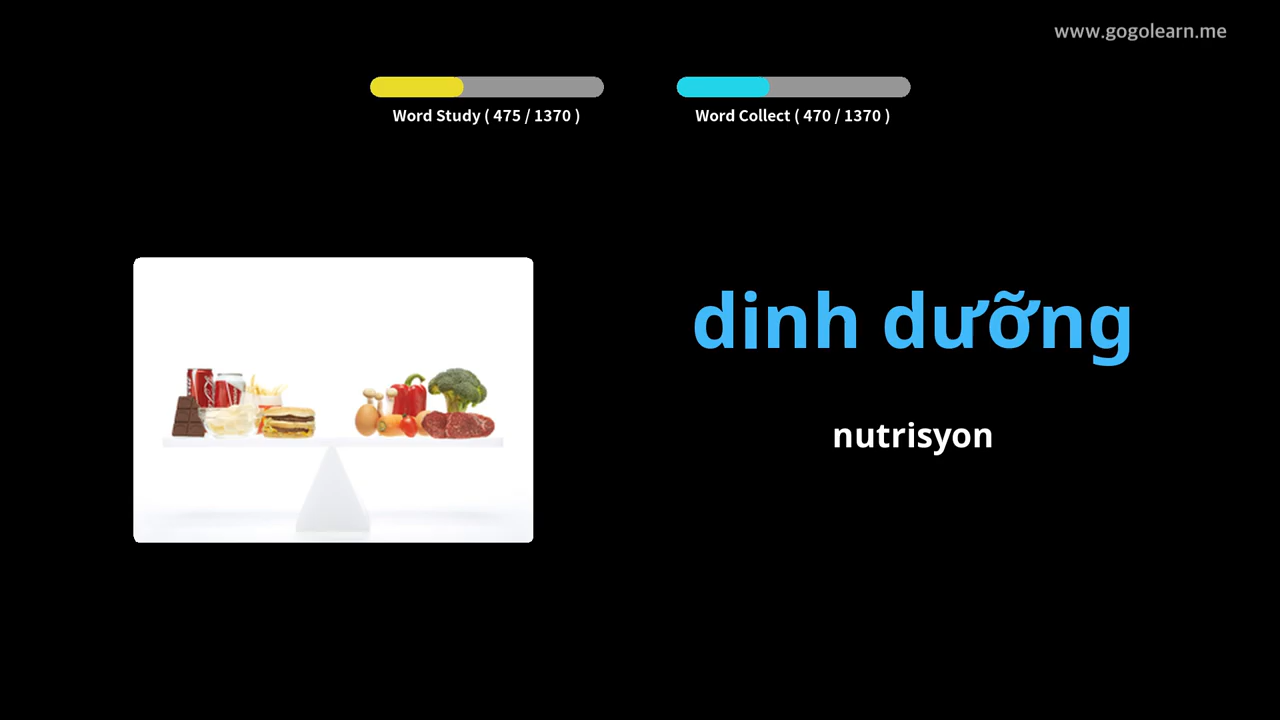 www.gogolearn.me
Word Study ( 475 / 1370 )
Word Collect ( 470 / 1370 )
dinh dưỡng
nutrisyon